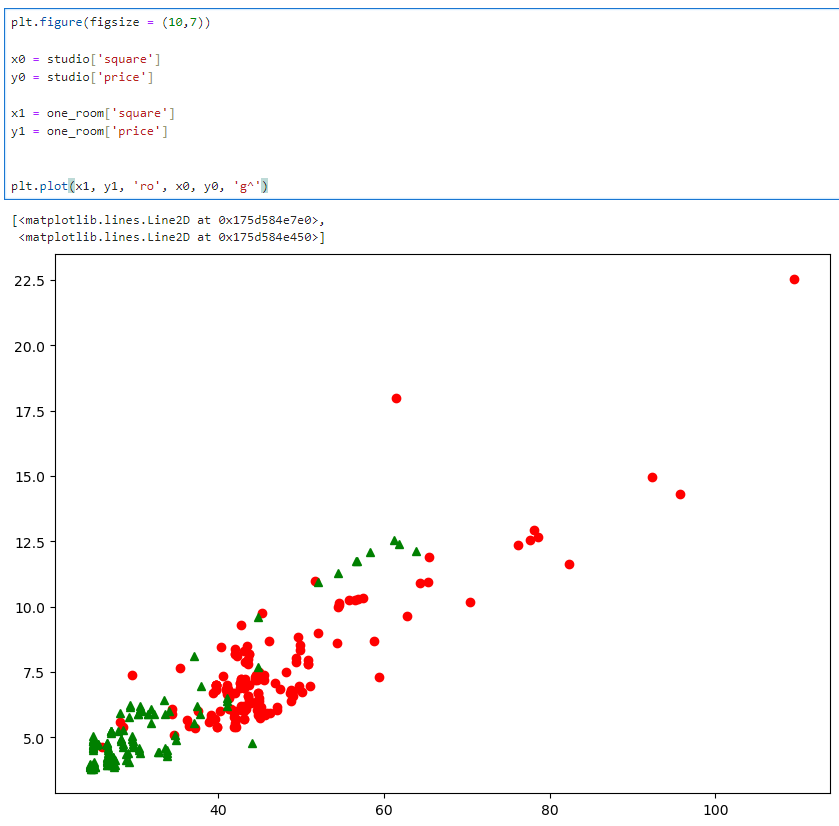 plt.figure(figsize = (10,7))
x0 = studio['square']
y0 = studio['price']
x1 = one_room['square']
y1 = one_room['price']
plt.plot(x1, y1, 'ro', x0, y0, 'g^')
[<matplotlib.lines.Line2D at 0x175d584e7e0>,
 <matplotlib.lines.Line2D at 0x175d584e450>]
22.5
20.0
17.5
15.0
12.5
10.0
7.5
5.0
40 60 80 100